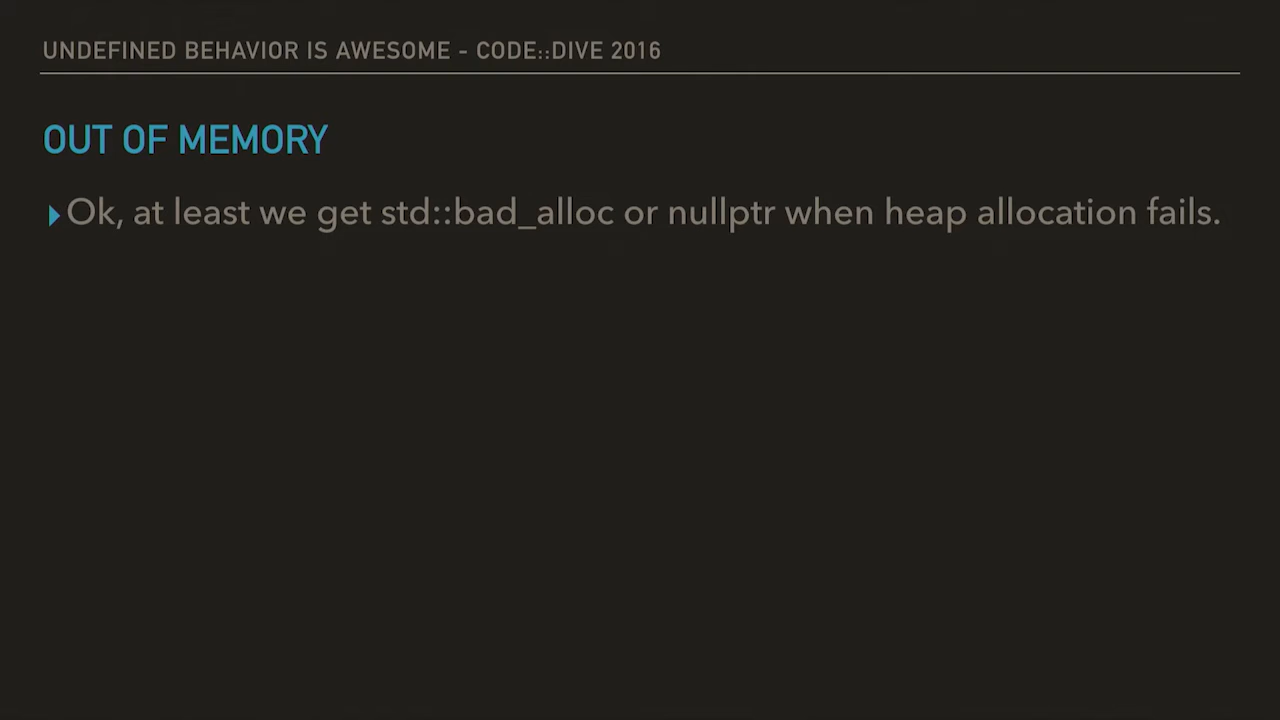 UNDEFINED BEHAVIOR IS AWESOME - CODE::DIVE 2016
OUT OF MEMORY
Ok, at least we get std::bad_alloc or nullptr when heap allocation fails.